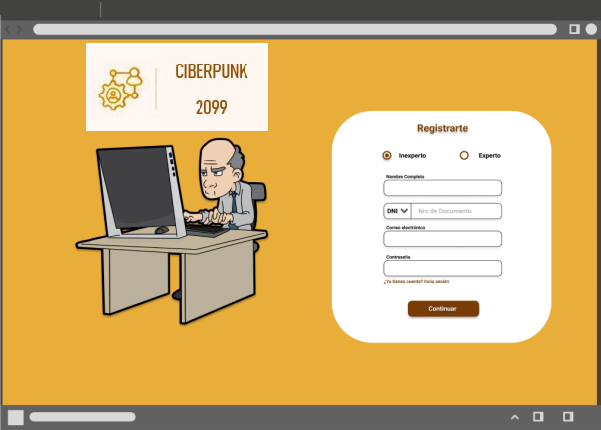 CIBERPUNK
2099
Registrarte
Inexperto
Experto
Nombre Completo
DNI
Nro de Documento
Correo electrónico
Contraseña
¿Ya tienes cuenta? Inicia sesión
Continuar